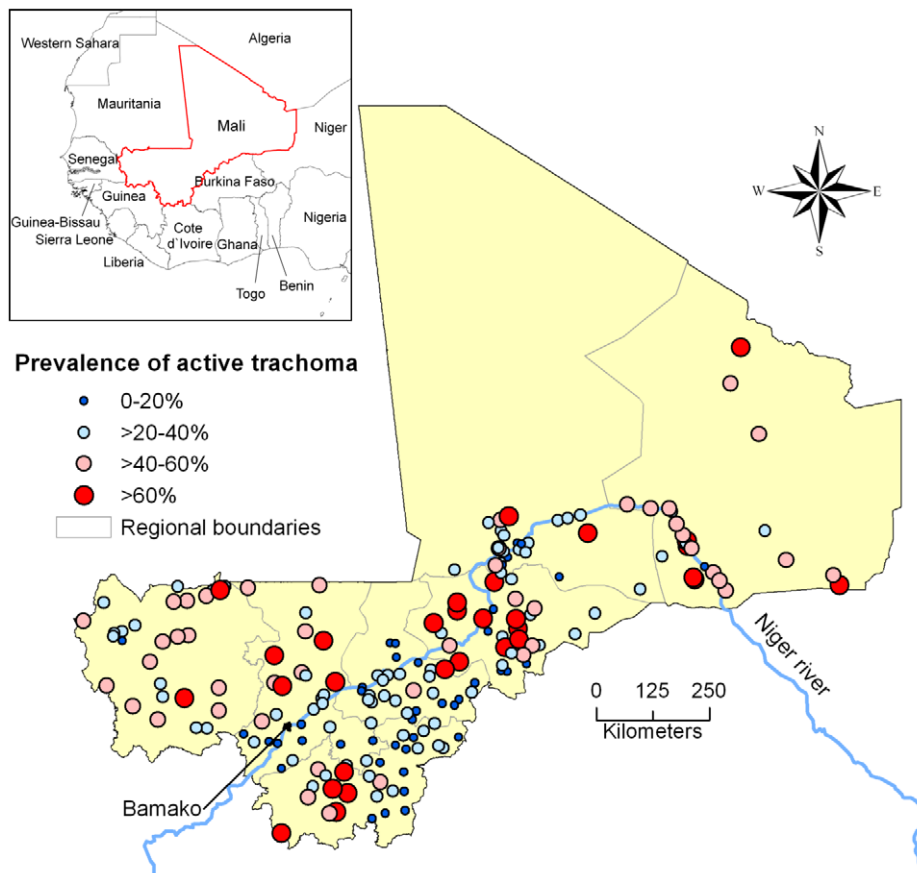 Western Sahara
Algeria
Mauritania
Mali
Niger
Senegal
Burkina Faso
Guinea
Guinea-Bissau
Sierra Leone
Cote
d`Ivoire
Ghana
Nigeria
Liberia
Togo
Benin
N
W
E
S
Prevalence of active trachoma
0-20%
>20-40%
>40-60%
>60%
Regional boundaries
Niger river
0 125 250
Kilometers
Bamako